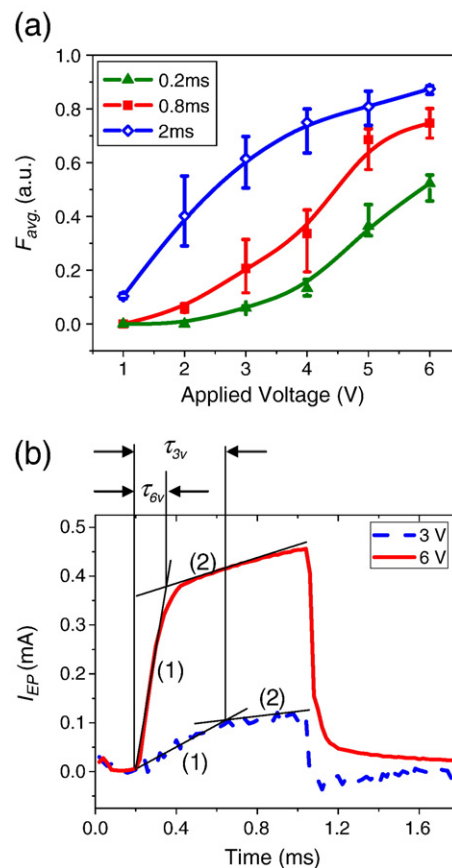 (a)
F_avg. (a.u.)
1.0
0.8
0.6
0.4
0.2
0.0
0.2ms
0.8ms
2ms
1 2 3 4 5 6
Applied Voltage (V)
(b)
τ3v
τ6v
I_EP (mA)
0.5
0.4
0.3
0.2
0.1
0.0
3 V
6 V
(2)
(1)
(2)
(1)
0.0 0.4 0.8 1.2 1.6
Time (ms)